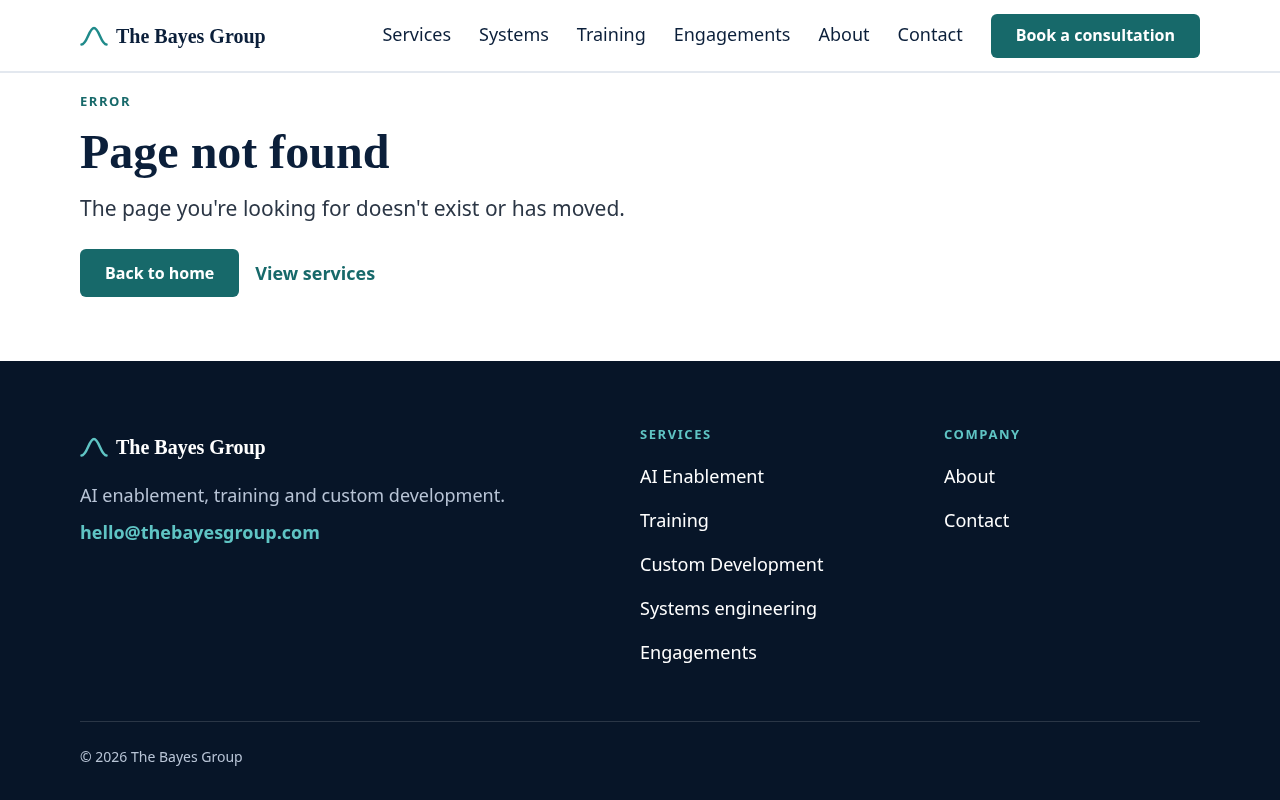 The Bayes Group
Services
Systems
Training
Engagements
About
Contact
Book a consultation
ERROR
Page not found
The page you're looking for doesn't exist or has moved.
Back to home
View services
The Bayes Group
AI enablement, training and custom development.
hello@thebayesgroup.com
SERVICES
AI Enablement
Training
Custom Development
Systems engineering
Engagements
COMPANY
About
Contact
© 2026 The Bayes Group